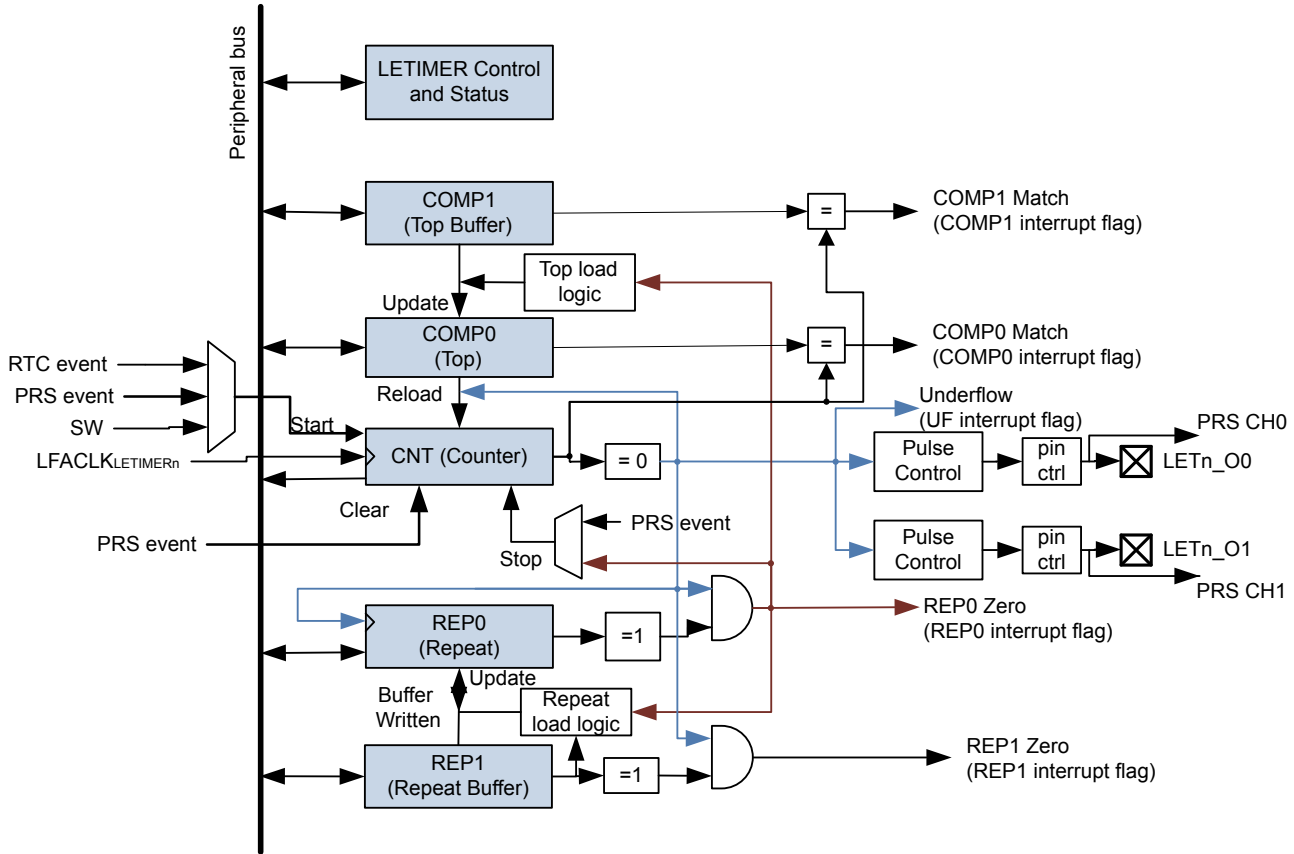 Peripheral bus
LETIMER Control
and Status
COMP1
(Top Buffer)
=
COMP1 Match
(COMP1 interrupt flag)
Top load
logic
Update
COMP0
(Top)
=
COMP0 Match
(COMP0 interrupt flag)
RTC event
PRS event
SW
LFACLKLETIMERn
Start
Reload
CNT (Counter)
= 0
Underflow
(UF interrupt flag)
Pulse
Control
pin
ctrl
PRS CH0
LETn_O0
Clear
PRS event
Stop
PRS event
Pulse
Control
pin
ctrl
LETn_O1
PRS CH1
REP0
(Repeat)
=1
REP0 Zero
(REP0 interrupt flag)
Update
Buffer
Written
Repeat
load logic
REP1
(Repeat Buffer)
=1
REP1 Zero
(REP1 interrupt flag)